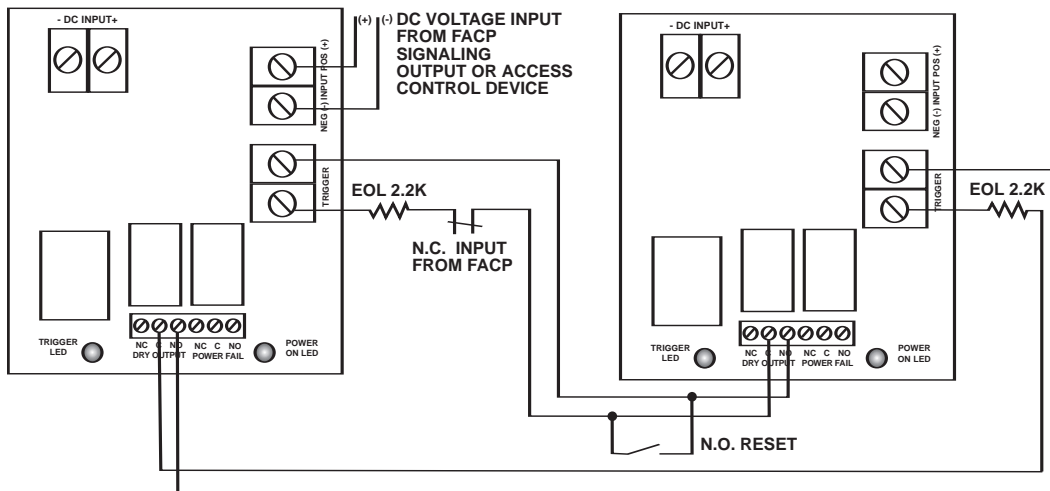 - DC INPUT+
NEG (-) INPUT POS (+)
TRIGGER
(+) (-) DC VOLTAGE INPUT
FROM FACP
SIGNALING
OUTPUT OR ACCESS
CONTROL DEVICE
EOL 2.2K
N.C. INPUT
FROM FACP
TRIGGER
LED
NC C NO NC C NO
DRY OUTPUT POWER FAIL
POWER
ON LED
- DC INPUT+
NEG (-) INPUT POS (+)
TRIGGER
EOL 2.2K
TRIGGER
LED
NC C NO NC C NO
DRY OUTPUT POWER FAIL
POWER
ON LED
N.O. RESET